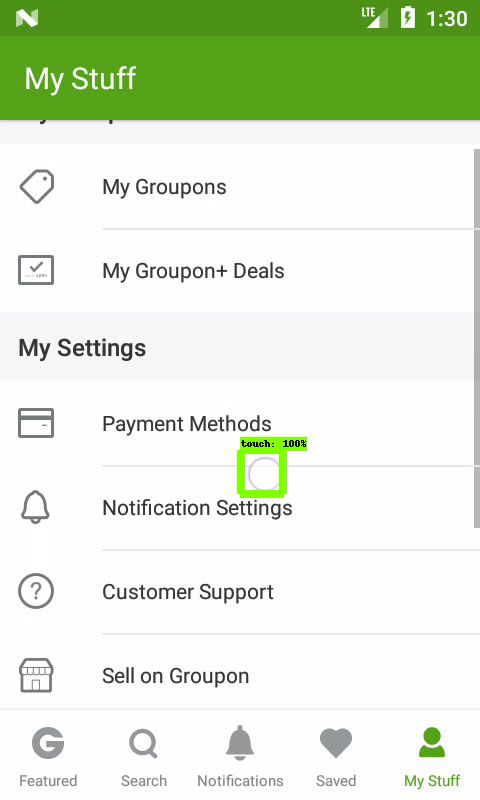 LTE 1:30
My Stuff
My Groupons
My Groupon+ Deals
My Settings
Payment Methods
touch: 100%
Notification Settings
Customer Support
?
Sell on Groupon
G
Featured
Search
Notifications
Saved
My Stuff